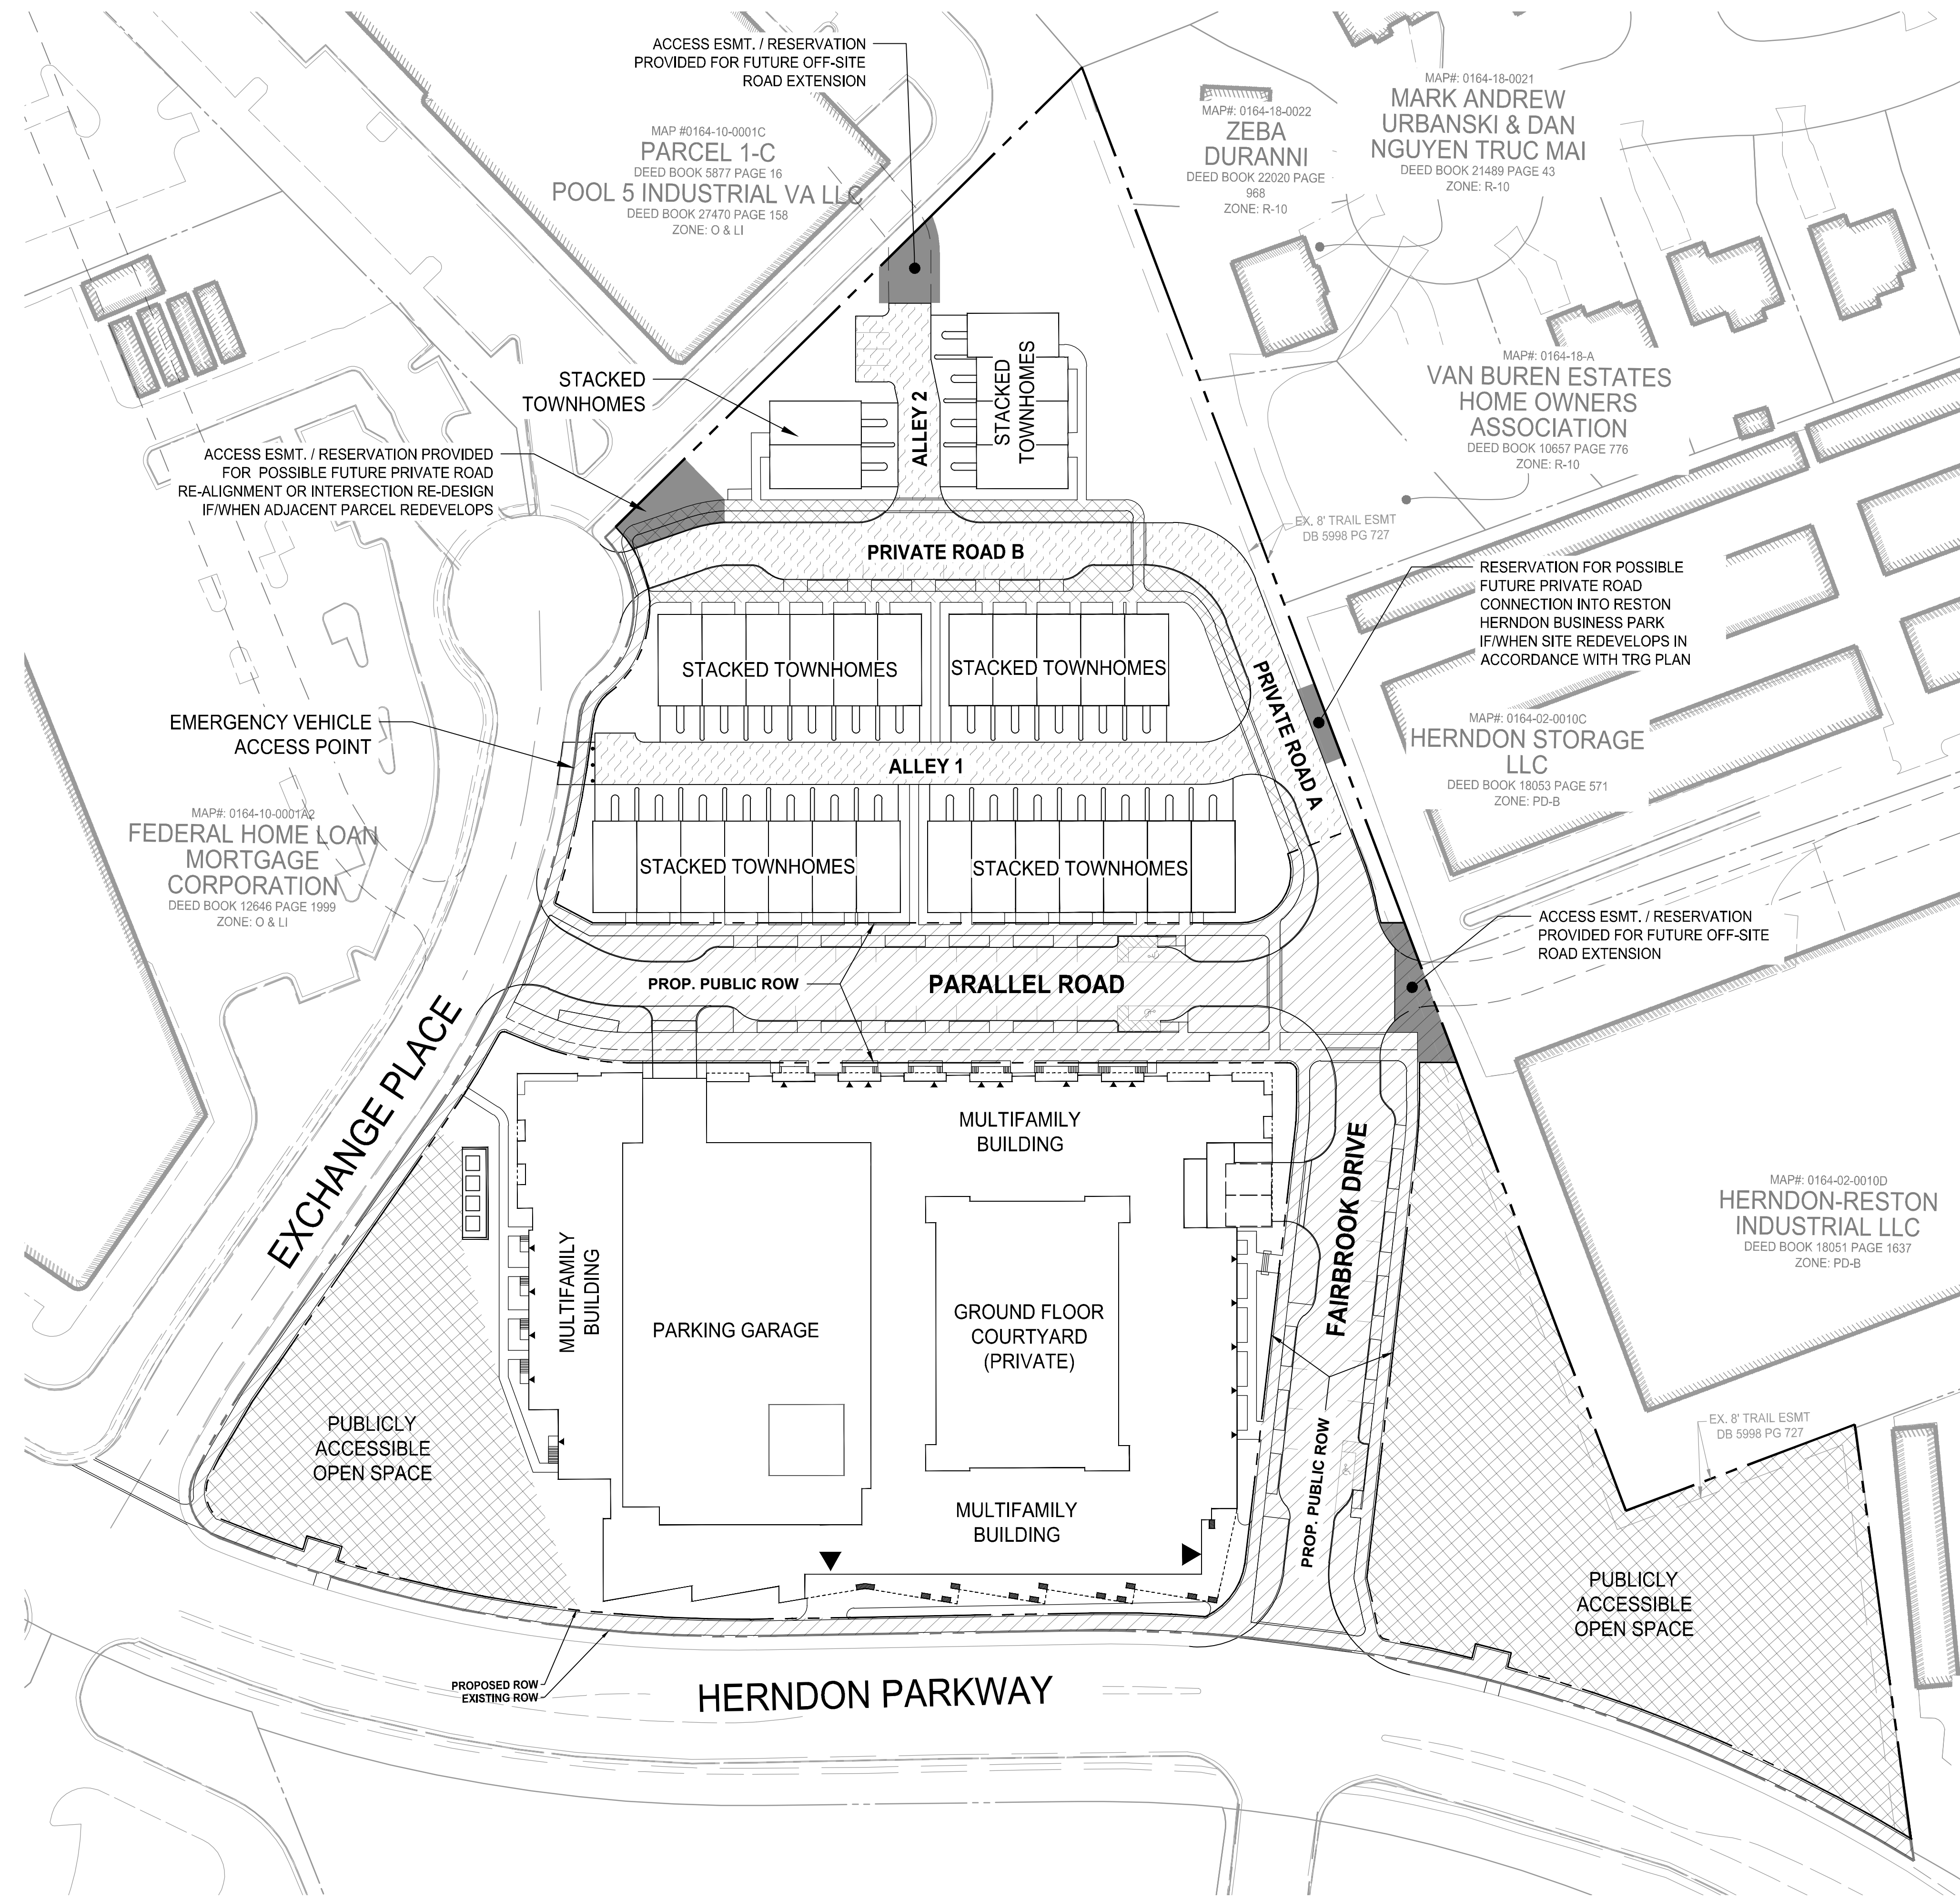 ACCESS ESMT. / RESERVATION
PROVIDED FOR FUTURE OFF-SITE
ROAD EXTENSION
MAP #0164-10-0001C
PARCEL 1-C
DEED BOOK 5877 PAGE 16
POOL 5 INDUSTRIAL VA LLC
DEED BOOK 27470 PAGE 158
ZONE: O & LI
MAP#: 0164-18-0022
ZEBA
DURANNI
DEED BOOK 22020 PAGE
968
ZONE: R-10
MAP#: 0164-18-0021
MARK ANDREW
URBANSKI & DAN
NGUYEN TRUC MAI
DEED BOOK 21489 PAGE 43
ZONE: R-10
MAP#: 0164-18-A
VAN BUREN ESTATES
HOME OWNERS
ASSOCIATION
DEED BOOK 10657 PAGE 776
ZONE: R-10
STACKED
TOWNHOMES
ALLEY 2
STACKED
TOWNHOMES
ACCESS ESMT. / RESERVATION PROVIDED
FOR POSSIBLE FUTURE PRIVATE ROAD
RE-ALIGNMENT OR INTERSECTION RE-DESIGN
IF/WHEN ADJACENT PARCEL REDEVELOPS
EX. 8' TRAIL ESMT
DB 5998 PG 727
PRIVATE ROAD B
RESERVATION FOR POSSIBLE
FUTURE PRIVATE ROAD
CONNECTION INTO RESTON
HERNDON BUSINESS PARK
IF/WHEN SITE REDEVELOPS IN
ACCORDANCE WITH TRG PLAN
STACKED TOWNHOMES
STACKED TOWNHOMES
PRIVATE ROAD A
EMERGENCY VEHICLE
ACCESS POINT
ALLEY 1
MAP#: 0164-02-0010C
HERNDON STORAGE
LLC
DEED BOOK 18053 PAGE 571
ZONE: PD-B
MAP#: 0164-10-0001A2
FEDERAL HOME LOAN
MORTGAGE
CORPORATION
DEED BOOK 12646 PAGE 1999
ZONE: O & LI
STACKED TOWNHOMES
STACKED TOWNHOMES
ACCESS ESMT. / RESERVATION
PROVIDED FOR FUTURE OFF-SITE
ROAD EXTENSION
PROP. PUBLIC ROW
PARALLEL ROAD
EXCHANGE PLACE
MULTIFAMILY
BUILDING
FAIRBROOK DRIVE
MAP#: 0164-02-0010D
HERNDON-RESTON
INDUSTRIAL LLC
DEED BOOK 18051 PAGE 1637
ZONE: PD-B
MULTIFAMILY
BUILDING
PARKING GARAGE
GROUND FLOOR
COURTYARD
(PRIVATE)
PUBLICLY
ACCESSIBLE
OPEN SPACE
EX. 8' TRAIL ESMT
DB 5998 PG 727
PROP. PUBLIC ROW
MULTIFAMILY
BUILDING
PUBLICLY
ACCESSIBLE
OPEN SPACE
PROPOSED ROW
EXISTING ROW
HERNDON PARKWAY